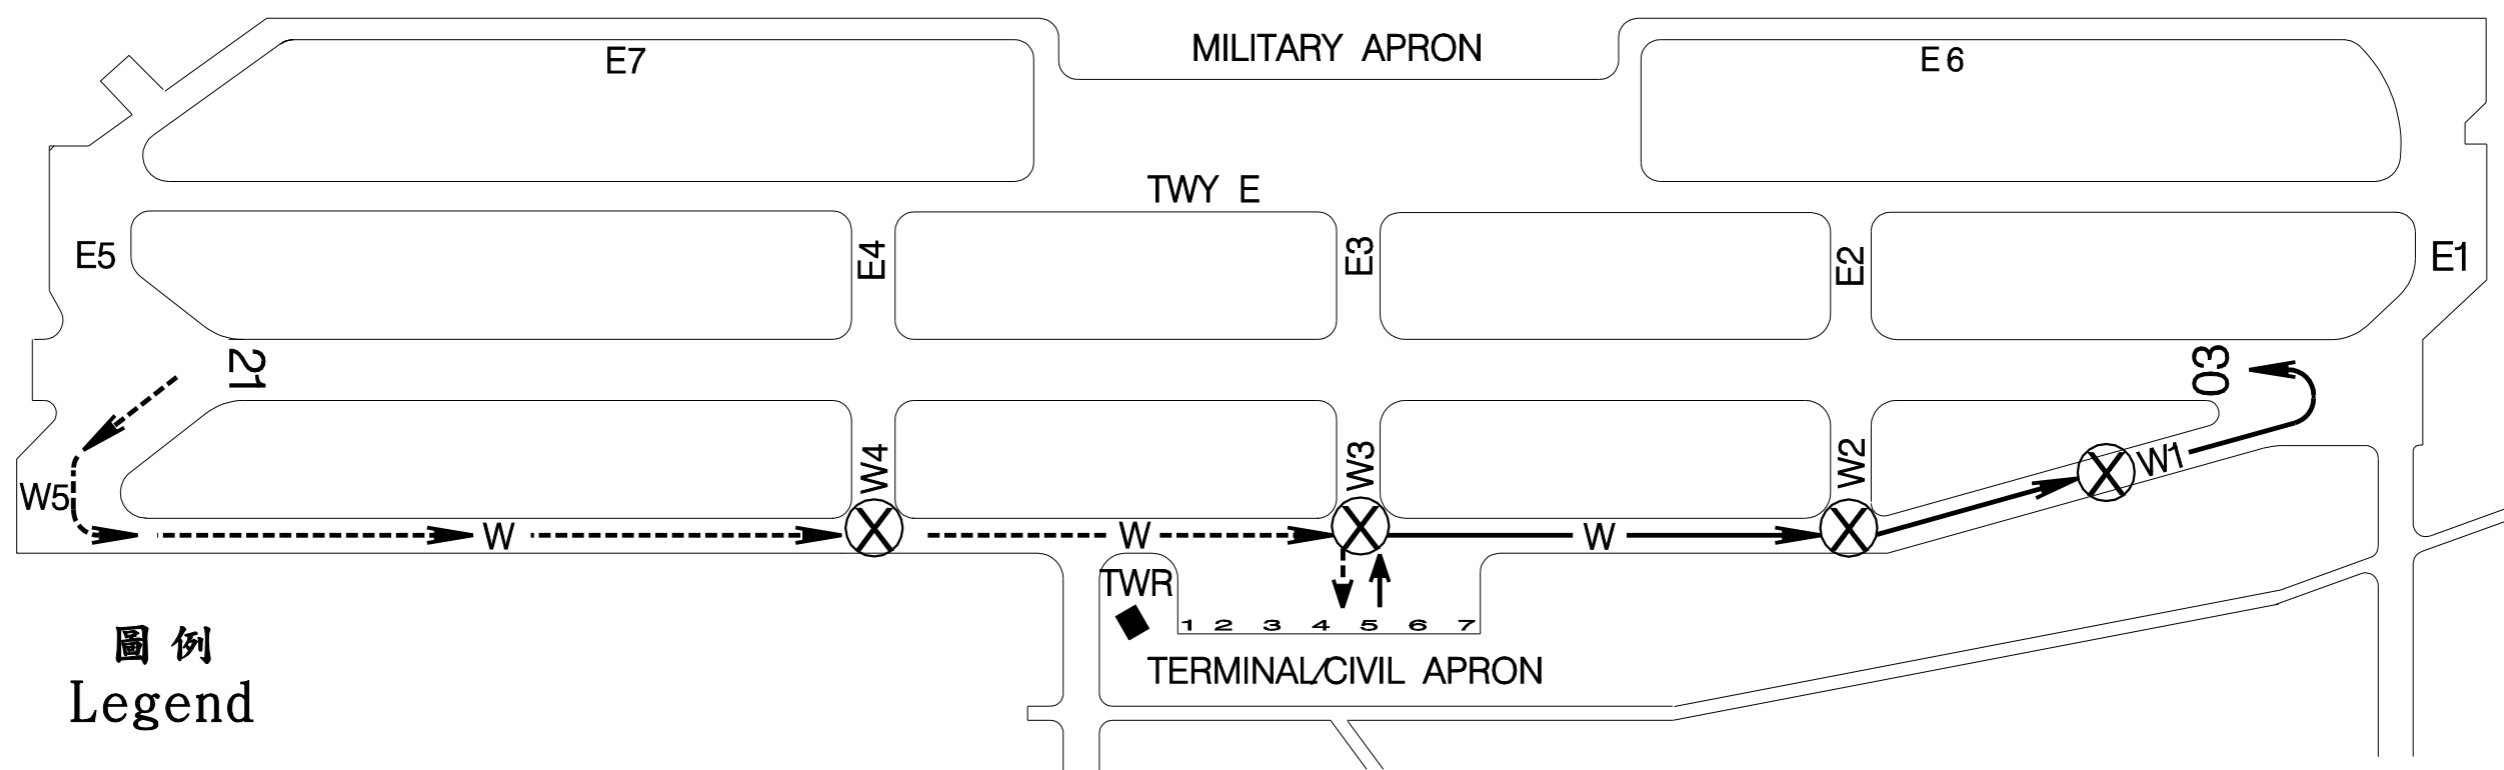 E7
MILITARY APRON
E6
TWY E
E5
E4
E3
E2
E1
21
03
W5
W4
W3
W2
W1
W
W
W
TWR
1 2 3 4 5 6 7
TERMINAL/CIVIL APRON
圖例
Legend